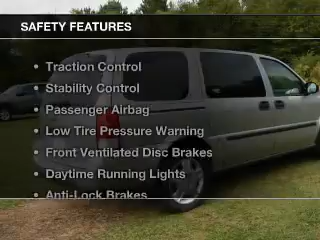 SAFETY FEATURES
• Traction Control
• Stability Control
• Passenger Airbag
• Low Tire Pressure Warning
• Front Ventilated Disc Brakes
• Daytime Running Lights
• Anti-Lock Brakes